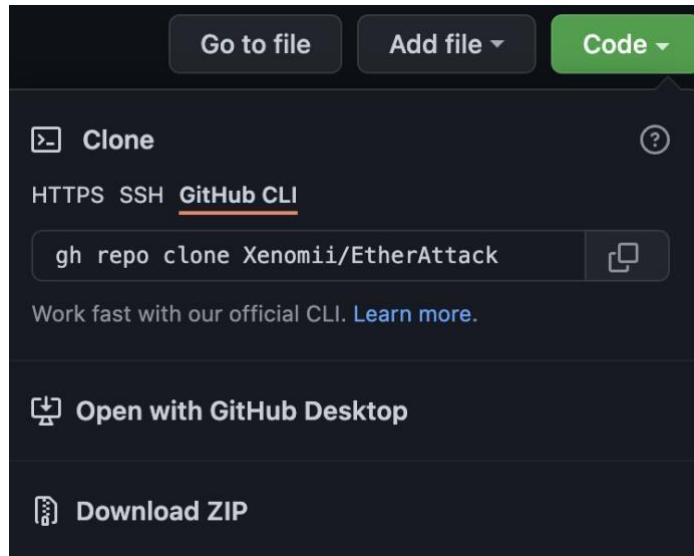 Go to file Add file Code
Clone
HTTPS SSH GitHub CLI
gh repo clone Xenomii/EtherAttack
Work fast with our official CLI. Learn more.
Open with GitHub Desktop
Download ZIP